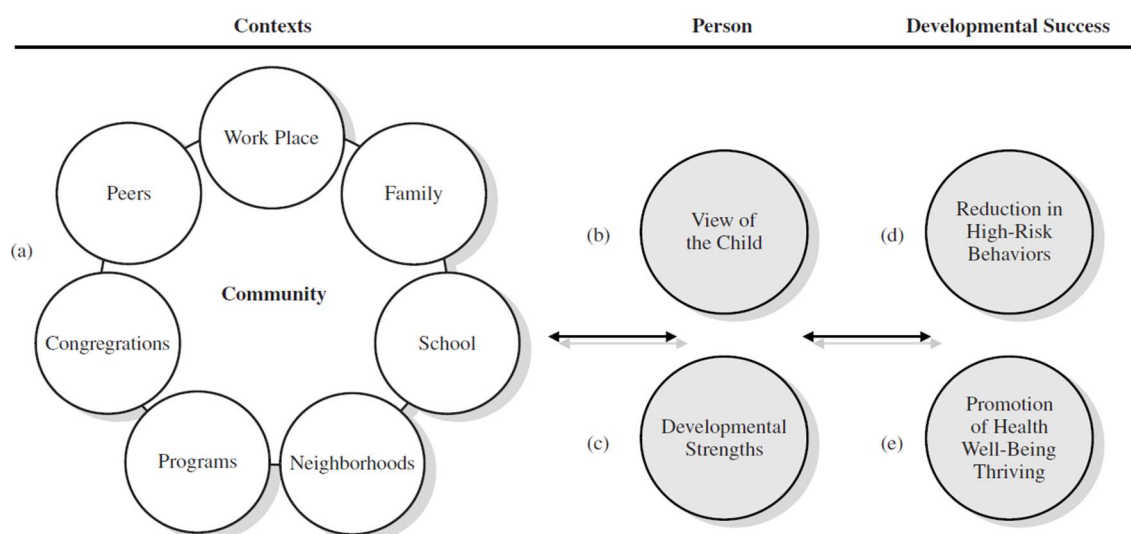 Contexts
Person
Developmental Success
(a)
Work Place
Peers
Family
Community
Congregrations
School
Programs
Neighborhoods
(b)
View of
the Child
(c)
Developmental
Strengths
(d)
Reduction in
High-Risk
Behaviors
(e)
Promotion
of Health
Well-Being
Thriving